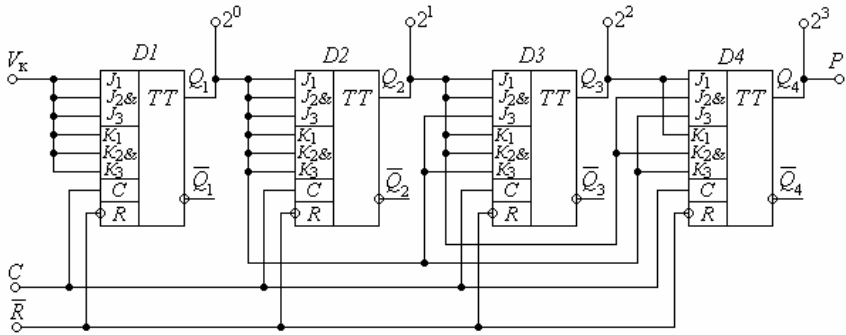 2⁰ 2¹ 2² 2³
D1 D2 D3 D4
Vк
J₁ TT Q₁ J₁ TT Q₂ J₁ TT Q₃ J₁ TT Q₄ P
J₂& J₂& J₂& J₂&
J₃ J₃ J₃ J₃
K₁ K₁ K₁ K₁
K₂& K₂& K₂& K₂&
K₃ K₃ K₃ K₃
C Q̅₁ C Q̅₂ C Q̅₃ C Q̅₄
R R R R
C
R̅